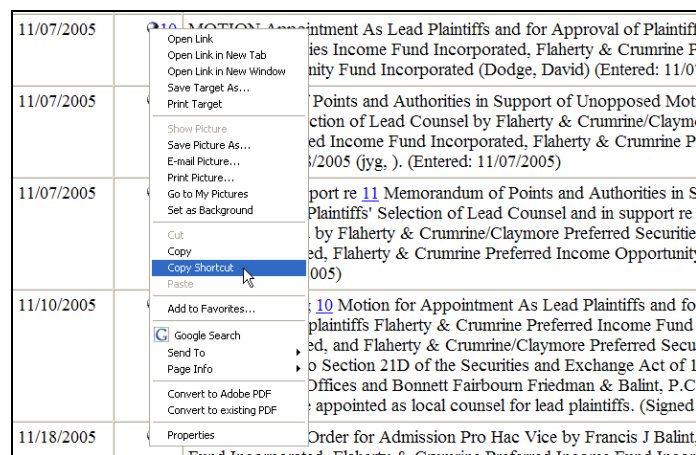 11/07/2005 10 MOTION Appointment As Lead Plaintiffs and for Approval of Plaintiff
ies Income Fund Incorporated, Flaherty & Crumrine P
nity Fund Incorporated (Dodge, David) (Entered: 11/0
11/07/2005 Points and Authorities in Support of Unopposed Mot
ction of Lead Counsel by Flaherty & Crumrine/Claym
ed Income Fund Incorporated, Flaherty & Crumrine P
/2005 (jyg, ). (Entered: 11/07/2005)
11/07/2005 port re 11 Memorandum of Points and Authorities in S
Plaintiffs' Selection of Lead Counsel and in support re
by Flaherty & Crumrine/Claymore Preferred Securitie
ed, Flaherty & Crumrine Preferred Income Opportunity
005)
11/10/2005 10 Motion for Appointment As Lead Plaintiffs and fo
plaintiffs Flaherty & Crumrine Preferred Income Fund
ed, and Flaherty & Crumrine/Claymore Preferred Secu
o Section 21D of the Securities and Exchange Act of 1
Offices and Bonnett Fairbourn Friedman & Balint, P.C
appointed as local counsel for lead plaintiffs. (Signed
11/18/2005 Order for Admission Pro Hac Vice by Francis J Balint,
Open Link
Open Link in New Tab
Open Link in New Window
Save Target As...
Print Target
Show Picture
Save Picture As...
E-mail Picture...
Print Picture...
Go to My Pictures
Set as Background
Cut
Copy
Copy Shortcut
Paste
Add to Favorites...
G Google Search
Send To
Page Info
Convert to Adobe PDF
Convert to existing PDF
Properties